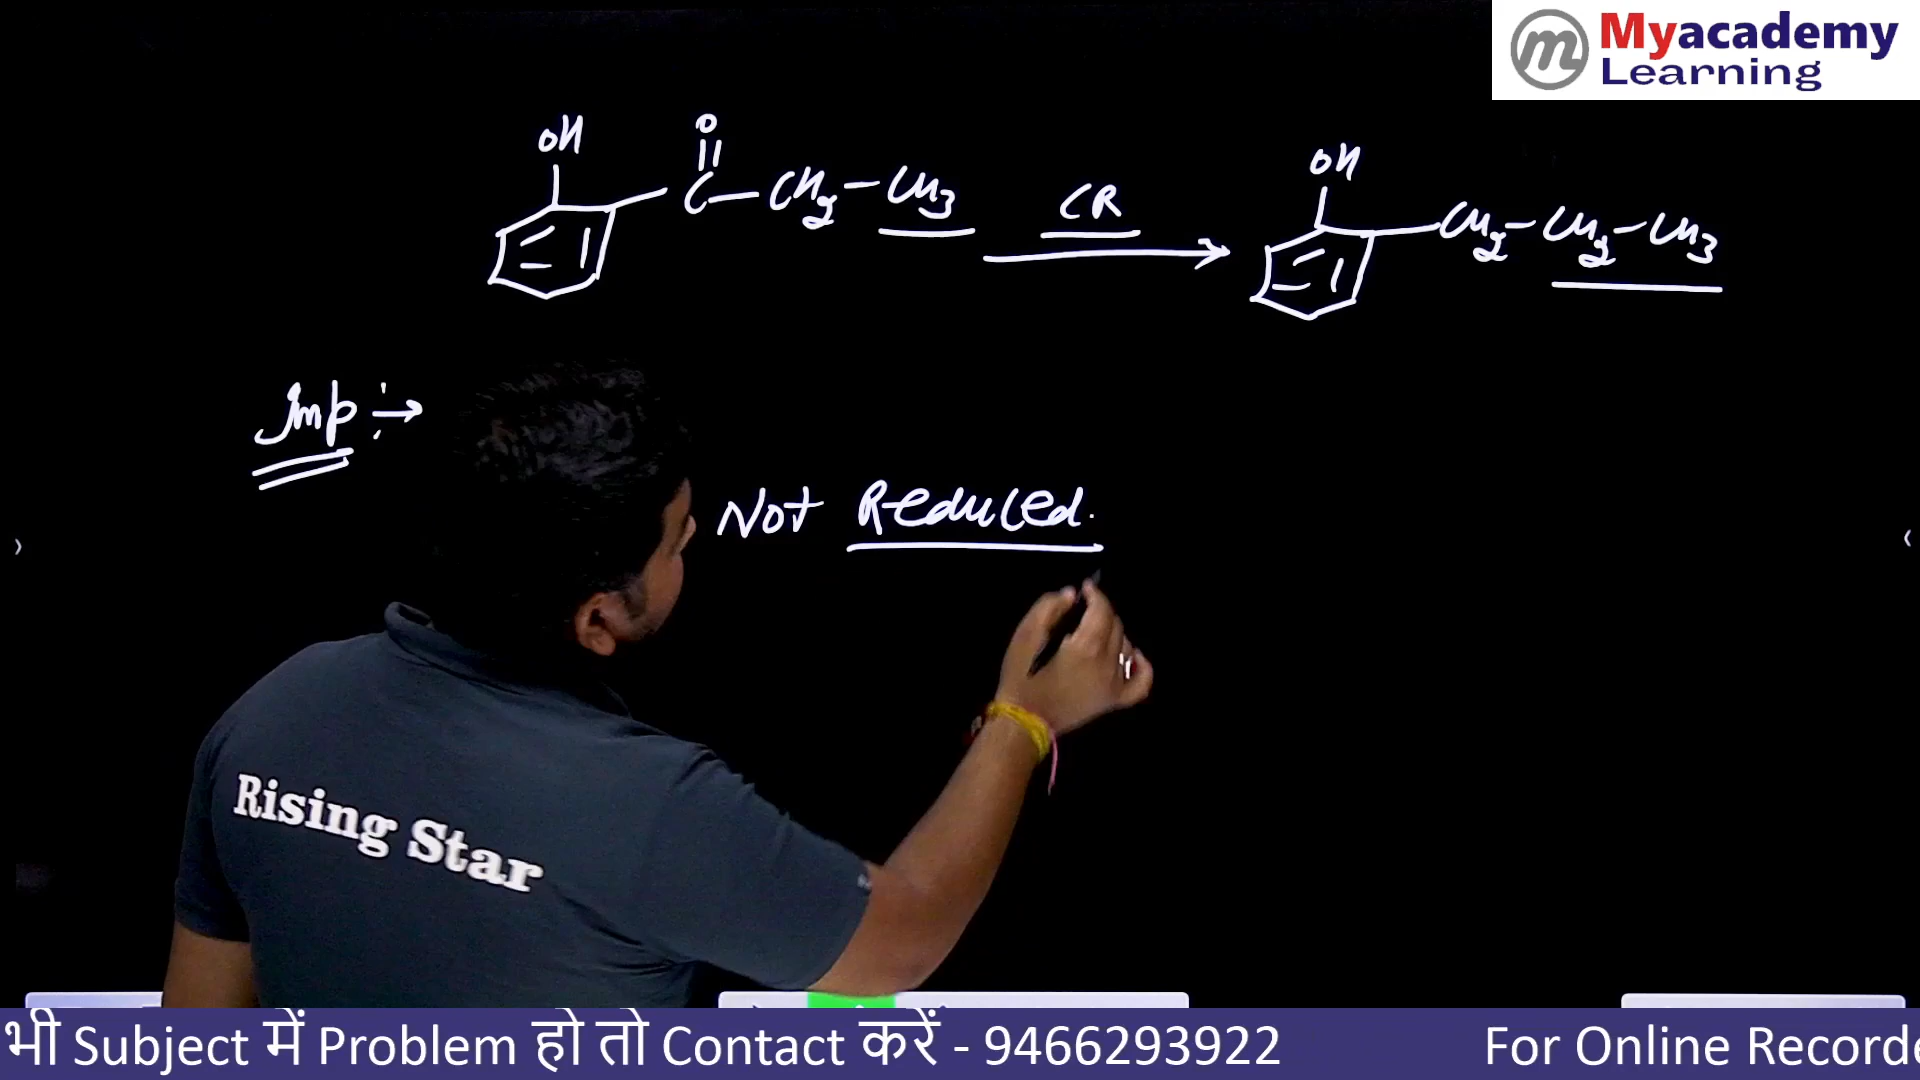 Myacademy
Learning
OH
O
C-CH2-CH3
CR
OH
CH2-CH2-CH3
Imp :→
Not Reduced.
Rising Star
भी Subject में Problem हो तो Contact करें - 9466293922
For Online Recorde